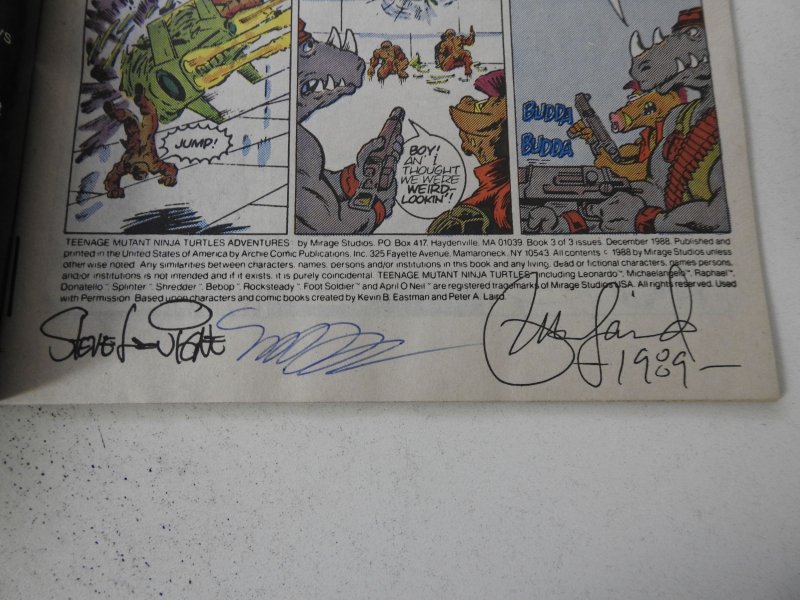 JUMP!
BOY!
AN' I
THOUGHT
WE WERE
WEIRD-
LOOKIN'!
BUDDA
BUDDA
TEENAGE MUTANT NINJA TURTLES ADVENTURES™ by Mirage Studios. PO. Box 417. Haydenville, MA 01039. Book 3 of 3 issues. December 1988. Published and
printed in the United States of America by Archie Comic Publications, Inc. 325 Fayette Avenue, Mamaroneck, NY 10543. All contents © 1988 by Mirage Studios unless
otherwise noted. Any similarities between characters, names, persons and/or institutions in this book and any living, dead or fictional characters, names, persons,
and/or institutions is not intended and if it exists, it is purely coincidental. TEENAGE MUTANT NINJA TURTLES, including Leonardo™, Michaelangelo™, Raphael™,
Donatello™, Splinter™, Shredder™, Bebop™, Rocksteady™, Foot Soldier™ and April O'Neil™ are registered trademarks of Mirage Studios USA. All rights reserved. Used
with Permission. Based upon characters and comic books created by Kevin B. Eastman and Peter A. Laird.
Steve Lavigne
Laird
1989